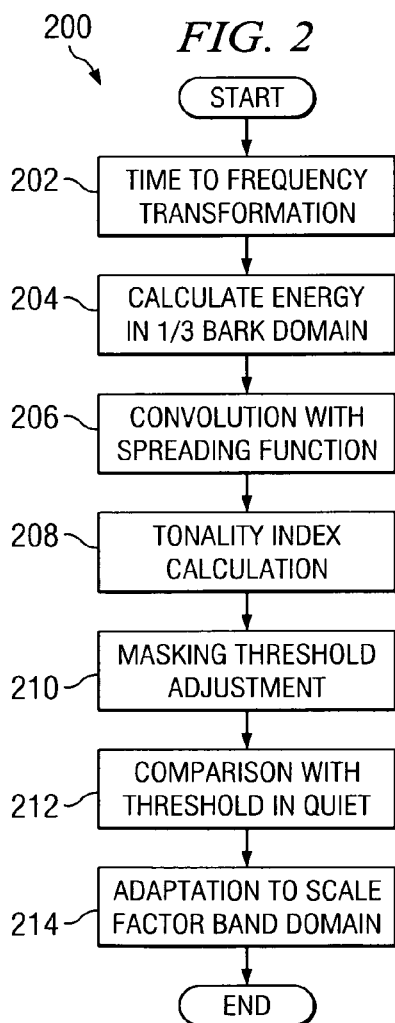 200
FIG. 2
START
202
TIME TO FREQUENCY
TRANSFORMATION
204
CALCULATE ENERGY
IN 1/3 BARK DOMAIN
206
CONVOLUTION WITH
SPREADING FUNCTION
208
TONALITY INDEX
CALCULATION
210
MASKING THRESHOLD
ADJUSTMENT
212
COMPARISON WITH
THRESHOLD IN QUIET
214
ADAPTATION TO SCALE
FACTOR BAND DOMAIN
END